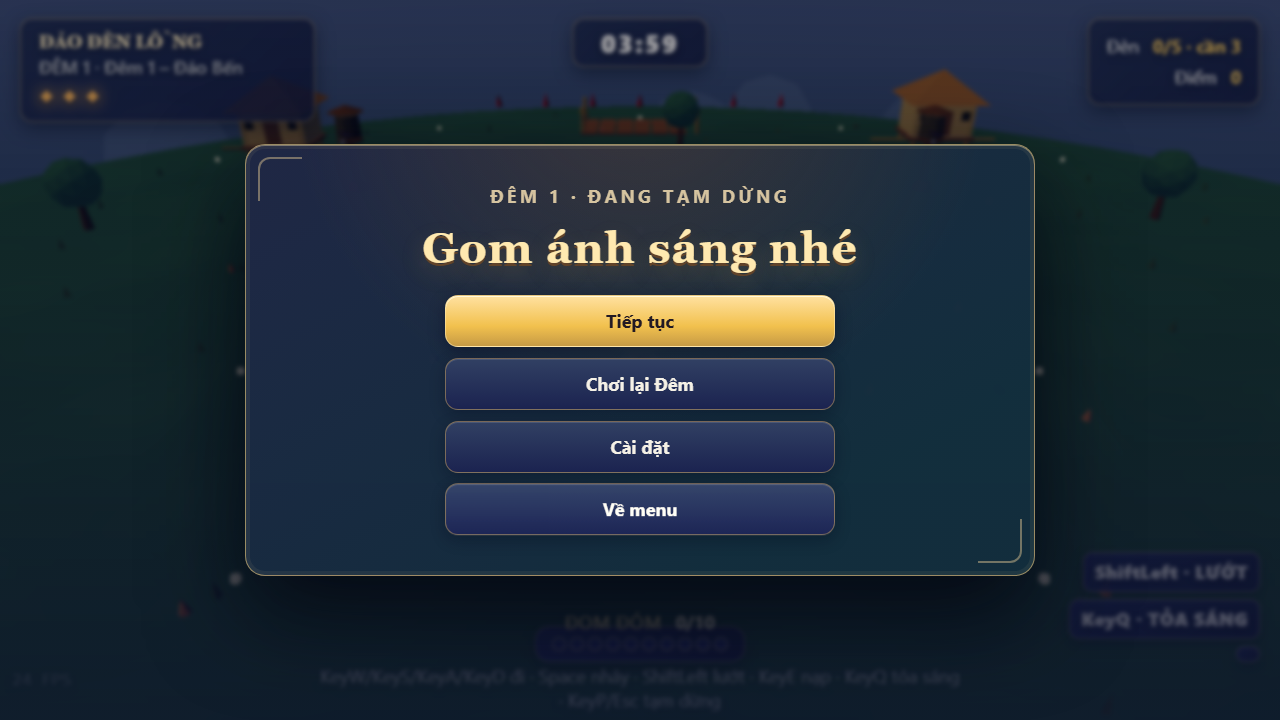 ĐẢO ĐÈN LỒNG
ĐÊM 1 · Đêm 1 – Đảo Bến
03:59
Đèn 0/5 · cần 3
Điểm 0
ĐÊM 1 · ĐANG TẠM DỪNG
Gom ánh sáng nhé
Tiếp tục
Chơi lại Đêm
Cài đặt
Về menu
ShiftLeft · LƯỚT
KeyQ · TỎA SÁNG
ĐOM ĐÓM 0/10
KeyW/KeyS/KeyA/KeyD đi · Space nhảy · ShiftLeft lướt · KeyE nạp · KeyQ tỏa sáng
· KeyP/Esc tạm dừng